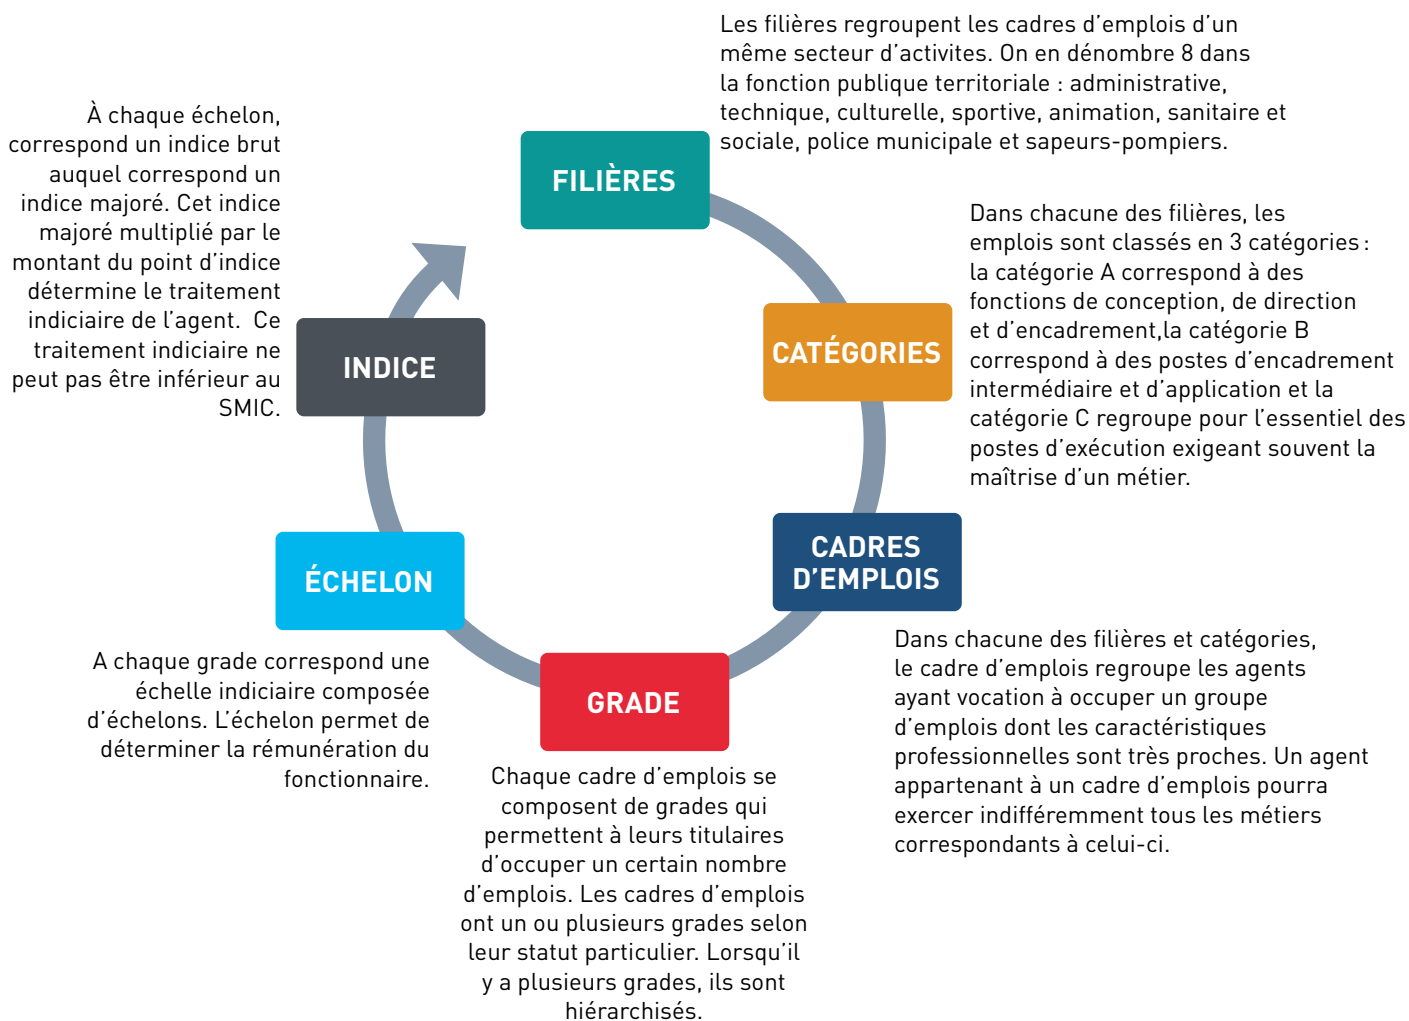 FILIÈRES
Les filières regroupent les cadres d’emplois d’un
même secteur d’activites. On en dénombre 8 dans
la fonction publique territoriale : administrative,
technique, culturelle, sportive, animation, sanitaire et
sociale, police municipale et sapeurs-pompiers.
CATÉGORIES
Dans chacune des filières, les
emplois sont classés en 3 catégories :
la catégorie A correspond à des
fonctions de conception, de direction
et d’encadrement,la catégorie B
correspond à des postes d’encadrement
intermédiaire et d’application et la
catégorie C regroupe pour l’essentiel des
postes d’exécution exigeant souvent la
maîtrise d’un métier.
CADRES
D’EMPLOIS
Dans chacune des filières et catégories,
le cadre d’emplois regroupe les agents
ayant vocation à occuper un groupe
d’emplois dont les caractéristiques
professionnelles sont très proches. Un agent
appartenant à un cadre d’emplois pourra
exercer indifféremment tous les métiers
correspondants à celui-ci.
GRADE
Chaque cadre d’emplois se
composent de grades qui
permettent à leurs titulaires
d’occuper un certain nombre
d’emplois. Les cadres d’emplois
ont un ou plusieurs grades selon
leur statut particulier. Lorsqu’il
y a plusieurs grades, ils sont
hiérarchisés.
ÉCHELON
A chaque grade correspond une
échelle indiciaire composée
d’échelons. L’échelon permet de
déterminer la rémunération du
fonctionnaire.
INDICE
À chaque échelon,
correspond un indice brut
auquel correspond un
indice majoré. Cet indice
majoré multiplié par le
montant du point d’indice
détermine le traitement
indiciaire de l’agent. Ce
traitement indiciaire ne
peut pas être inférieur au
SMIC.